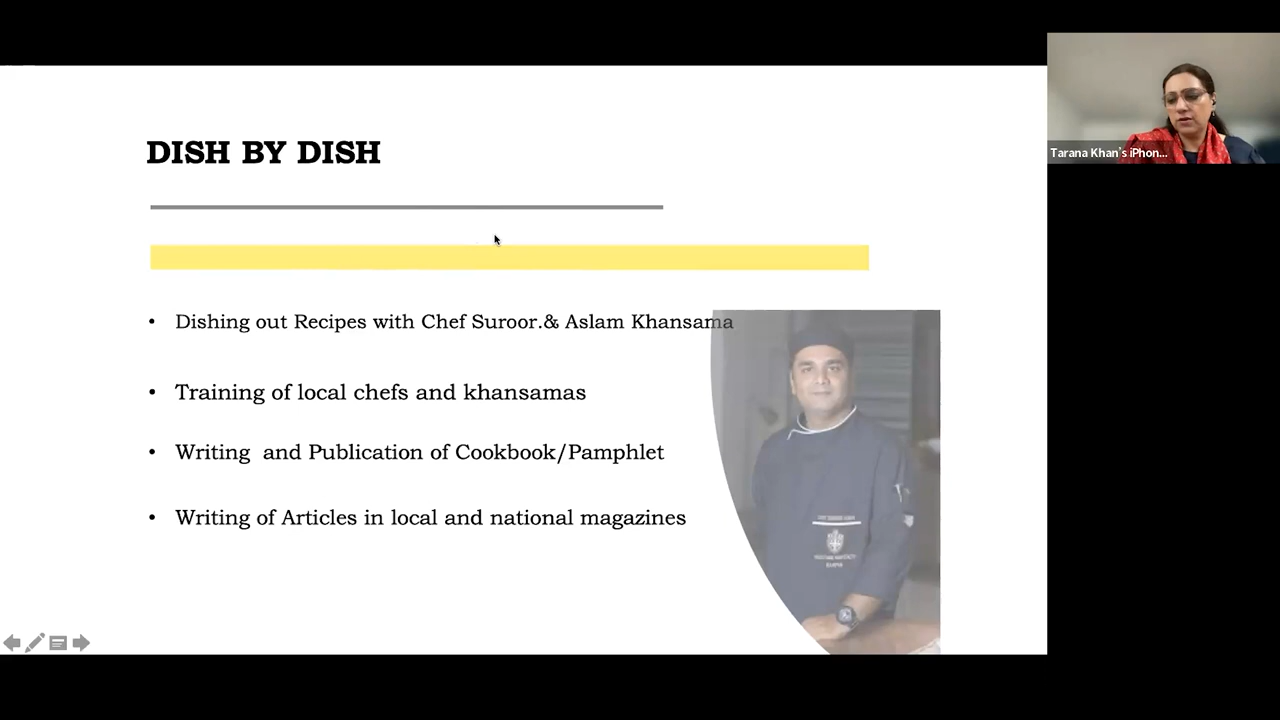 DISH BY DISH
• Dishing out Recipes with Chef Suroor.& Aslam Khansama
• Training of local chefs and khansamas
• Writing  and Publication of Cookbook/Pamphlet
• Writing of Articles in local and national magazines
Tarana Khan's iPhon...